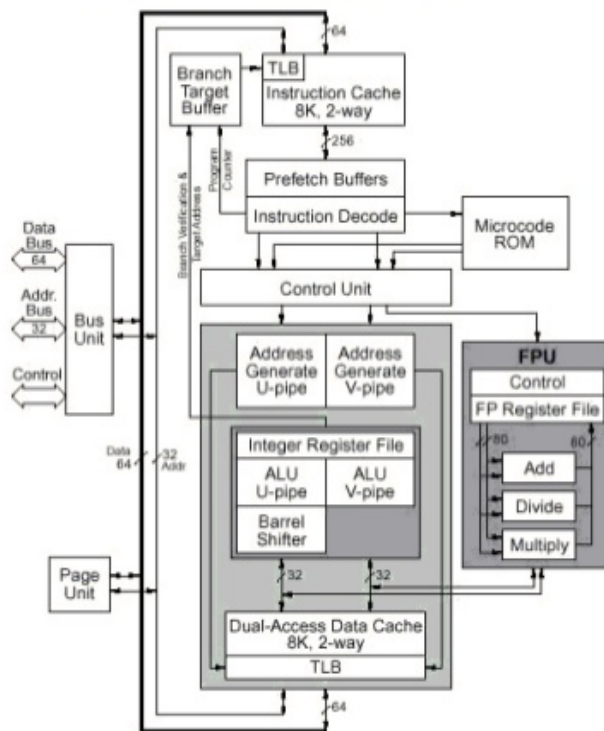 64
Branch
Target
Buffer
TLB
Instruction Cache
8K, 2-way
256
Branch Verification &
Target Address
Program
Counter
Prefetch Buffers
Instruction Decode
Microcode
ROM
Data
Bus
64
Addr.
Bus
32
Control
Bus
Unit
Control Unit
Address
Generate
U-pipe
Address
Generate
V-pipe
FPU
Control
FP Register File
80
60
Add
Divide
Multiply
Integer Register File
ALU
U-pipe
ALU
V-pipe
Barrel
Shifter
Data
64
32
Addr
32
32
Page
Unit
Dual-Access Data Cache
8K, 2-way
TLB
64